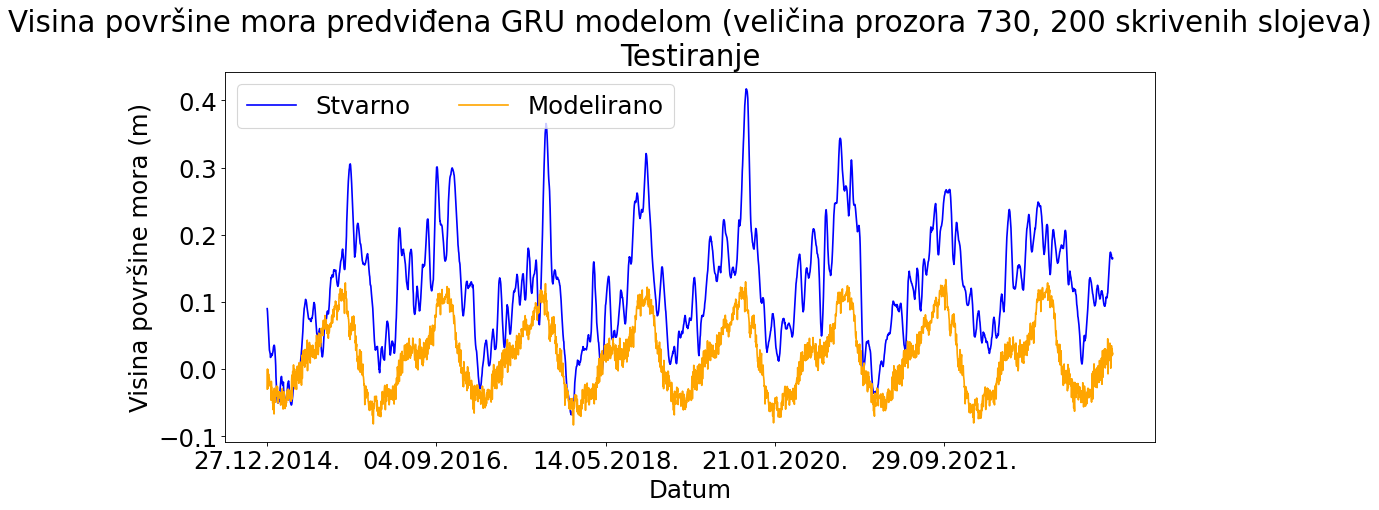 Visina površine mora predviđena GRU modelom (veličina prozora 730, 200 skrivenih slojeva)
Testiranje
Stvarno Modelirano
Visina površine mora (m)
0.4
0.3
0.2
0.1
0.0
−0.1
27.12.2014. 04.09.2016. 14.05.2018. 21.01.2020. 29.09.2021.
Datum